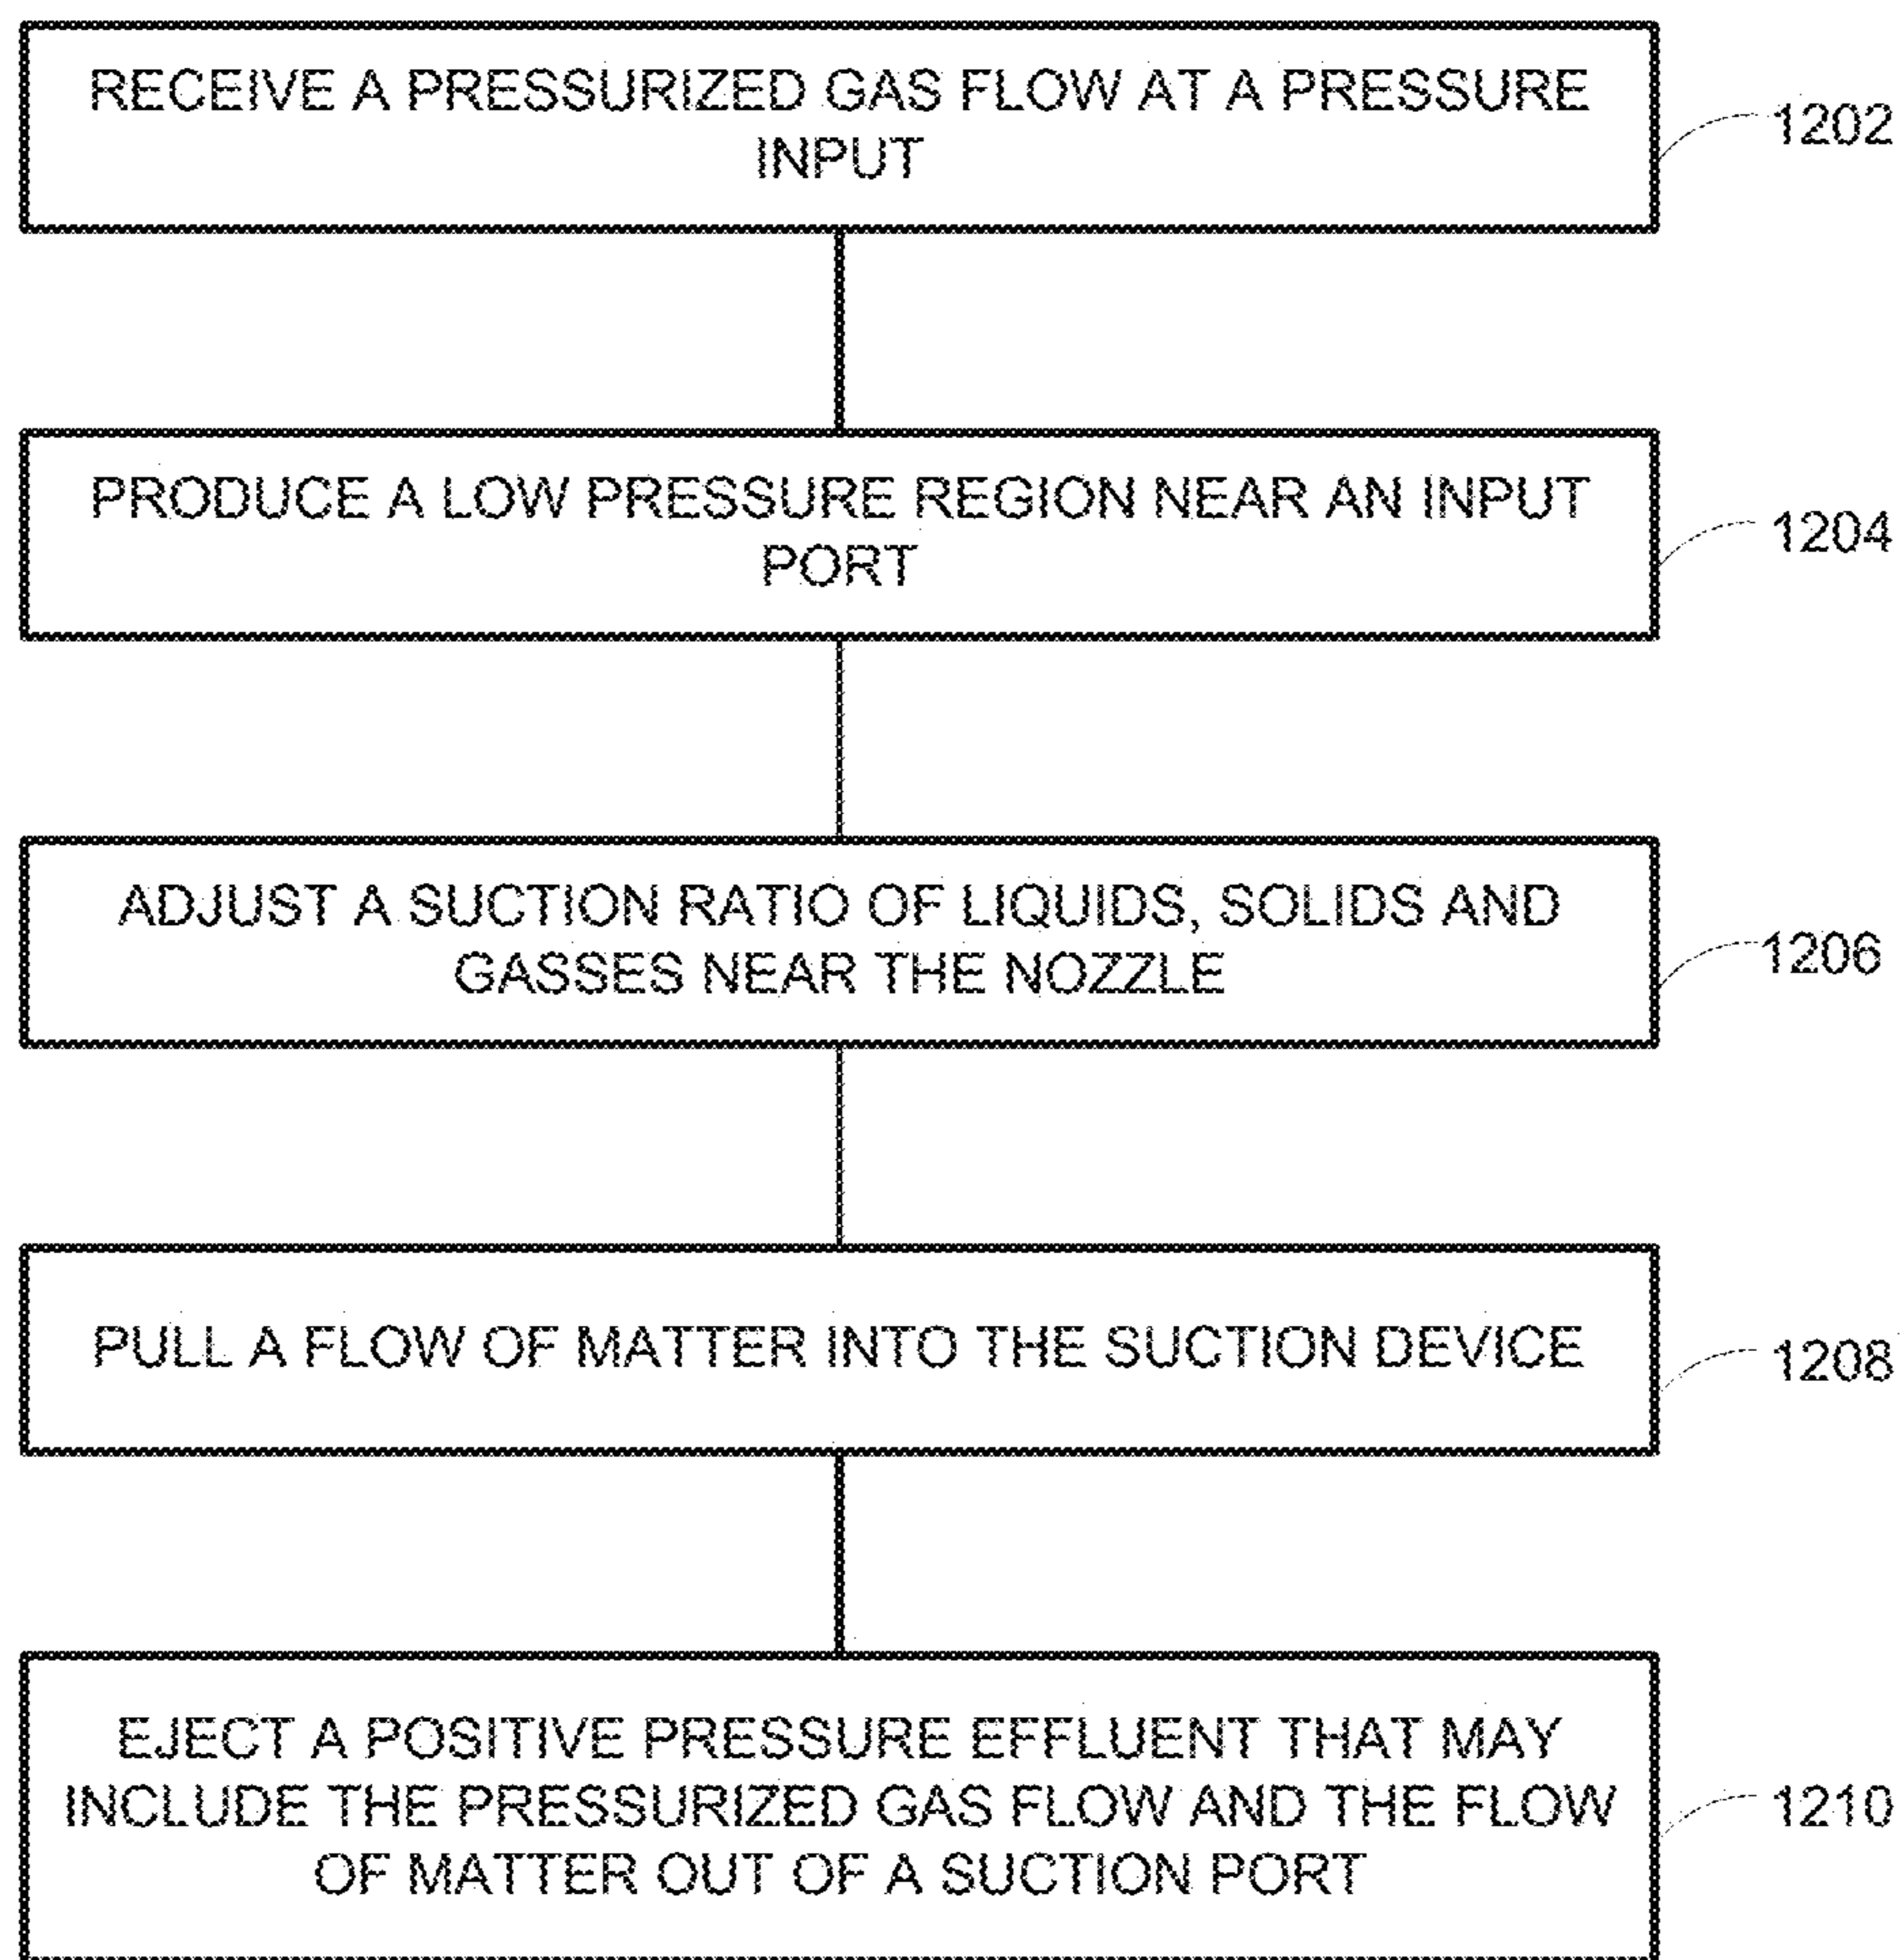 RECEIVE A PRESSURIZED GAS FLOW AT A PRESSURE
INPUT
1202
PRODUCE A LOW PRESSURE REGION NEAR AN INPUT
PORT
1204
ADJUST A SUCTION RATIO OF LIQUIDS, SOLIDS AND
GASSES NEAR THE NOZZLE
1206
PULL A FLOW OF MATTER INTO THE SUCTION DEVICE
1208
EJECT A POSITIVE PRESSURE EFFLUENT THAT MAY
INCLUDE THE PRESSURIZED GAS FLOW AND THE FLOW
OF MATTER OUT OF A SUCTION PORT
1210